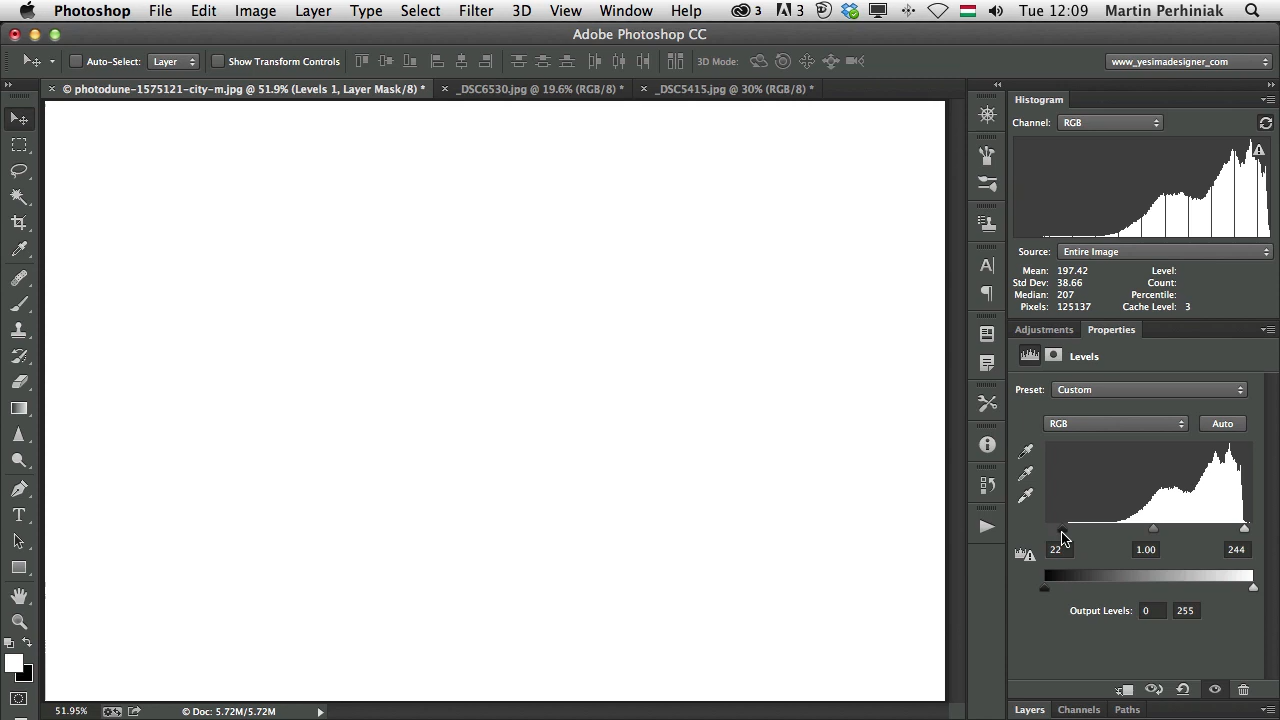 Photoshop File Edit Image Layer Type Select Filter 3D View Window Help 3 3 Tue 12:09 Martin Perhiniak
Adobe Photoshop CC
Auto-Select: Layer Show Transform Controls 3D Mode: www_yesimadesigner_com
© photodune-1575121-city-m.jpg @ 51.9% (Levels 1, Layer Mask/8) * _DSC6530.jpg @ 19.6% (RGB/8) * _DSC5415.jpg @ 30% (RGB/8) *
Histogram
Channel: RGB
Source: Entire Image
Mean: 197.42 Level:
Std Dev: 38.66 Count:
Median: 207 Percentile:
Pixels: 125137 Cache Level: 3
Adjustments Properties
Levels
Preset: Custom
RGB Auto
22 1.00 244
Output Levels: 0 255
51.95% © Doc: 5.72M/5.72M
Layers Channels Paths